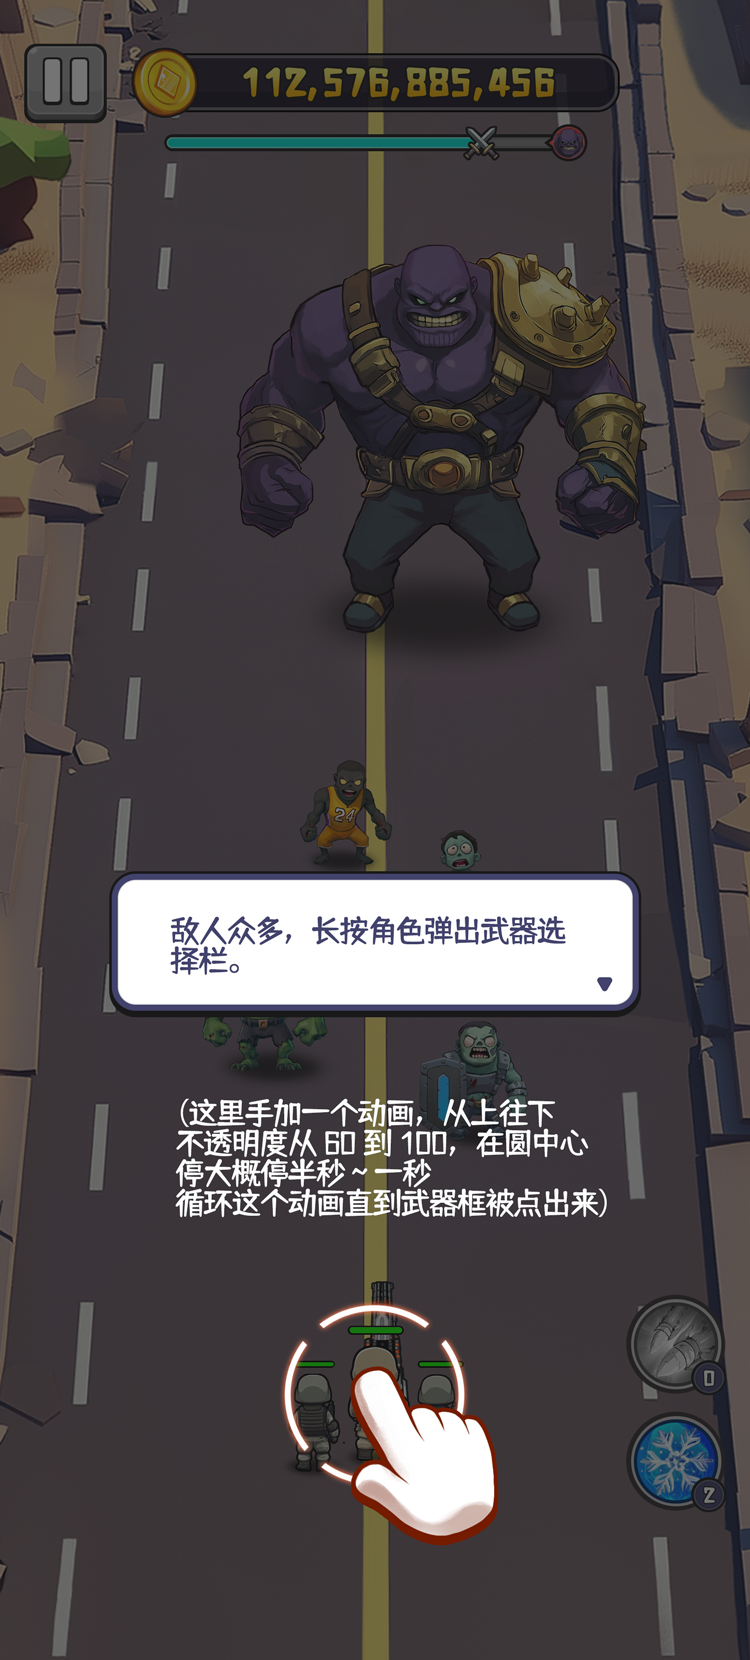 112,576,885,456
24
敌人众多，长按角色弹出武器选
择栏。
(这里手加一个动画，从上往下
不透明度从 60 到 100，在圆中心
停大概停半秒~一秒
循环这个动画直到武器框被点出来)
0
2